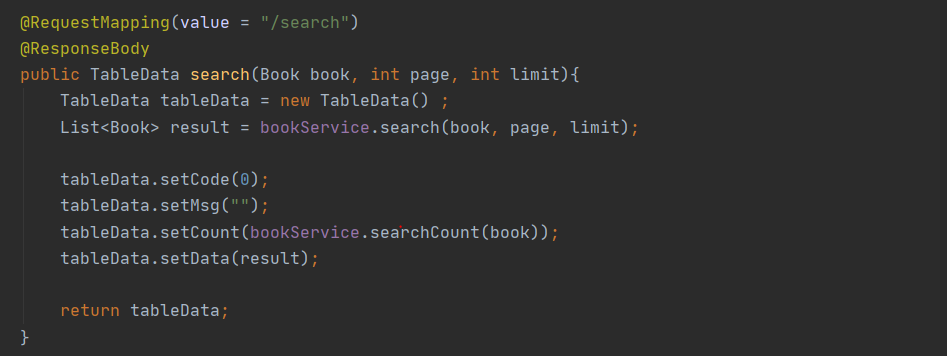 @RequestMapping(value = "/search")
@ResponseBody
public TableData search(Book book, int page, int limit){
    TableData tableData = new TableData() ;
    List<Book> result = bookService.search(book, page, limit);

    tableData.setCode(0);
    tableData.setMsg("");
    tableData.setCount(bookService.searchCount(book));
    tableData.setData(result);

    return tableData;
}